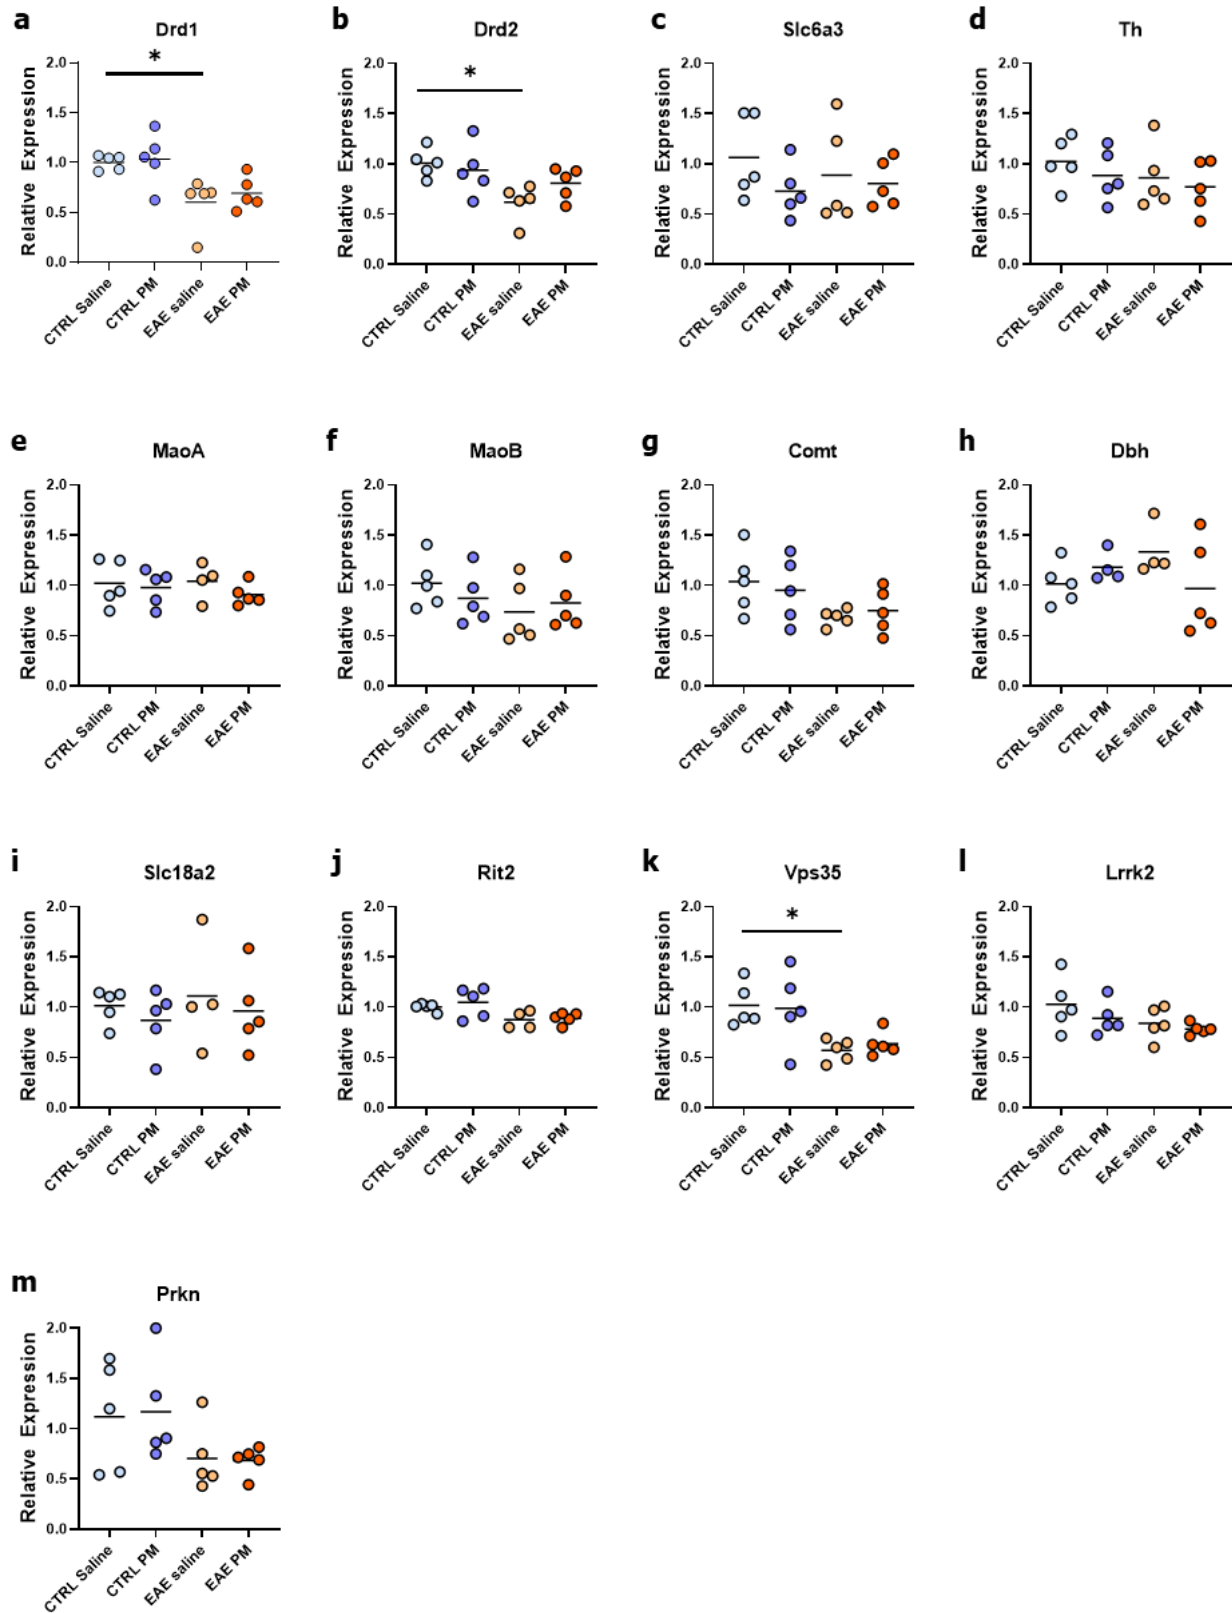 a
Drd1
b
Drd2
c
Slc6a3
d
Th
Relative Expression
2.0
1.5
1.0
0.5
0.0
*
CTRL Saline
CTRL PM
EAE saline
EAE PM
Relative Expression
2.0
1.5
1.0
0.5
0.0
*
CTRL Saline
CTRL PM
EAE saline
EAE PM
Relative Expression
2.0
1.5
1.0
0.5
0.0
CTRL Saline
CTRL PM
EAE saline
EAE PM
Relative Expression
2.0
1.5
1.0
0.5
0.0
CTRL Saline
CTRL PM
EAE saline
EAE PM
e
MaoA
f
MaoB
g
Comt
h
Dbh
Relative Expression
2.0
1.5
1.0
0.5
0.0
CTRL Saline
CTRL PM
EAE saline
EAE PM
Relative Expression
2.0
1.5
1.0
0.5
0.0
CTRL Saline
CTRL PM
EAE saline
EAE PM
Relative Expression
2.0
1.5
1.0
0.5
0.0
CTRL Saline
CTRL PM
EAE saline
EAE PM
Relative Expression
2.0
1.5
1.0
0.5
0.0
CTRL Saline
CTRL PM
EAE saline
EAE PM
i
Slc18a2
j
Rit2
k
Vps35
l
Lrrk2
Relative Expression
2.0
1.5
1.0
0.5
0.0
CTRL Saline
CTRL PM
EAE saline
EAE PM
Relative Expression
2.0
1.5
1.0
0.5
0.0
CTRL Saline
CTRL PM
EAE saline
EAE PM
Relative Expression
2.0
1.5
1.0
0.5
0.0
*
CTRL Saline
CTRL PM
EAE saline
EAE PM
Relative Expression
2.0
1.5
1.0
0.5
0.0
CTRL Saline
CTRL PM
EAE saline
EAE PM
m
Prkn
Relative Expression
2.0
1.5
1.0
0.5
0.0
CTRL Saline
CTRL PM
EAE saline
EAE PM